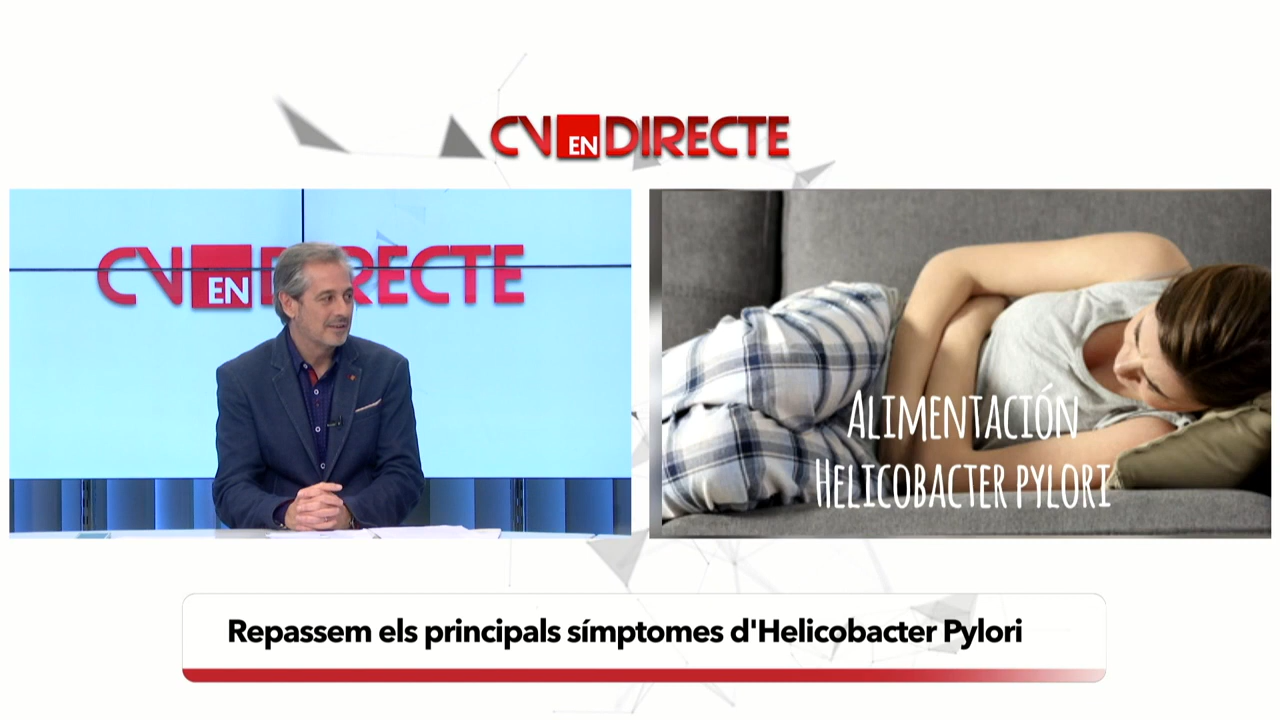 CV EN DIRECTE
CV EN DIRECTE
ALIMENTACIÓN
HELICOBACTER PYLORI
Repassem els principals símptomes d'Helicobacter Pylori